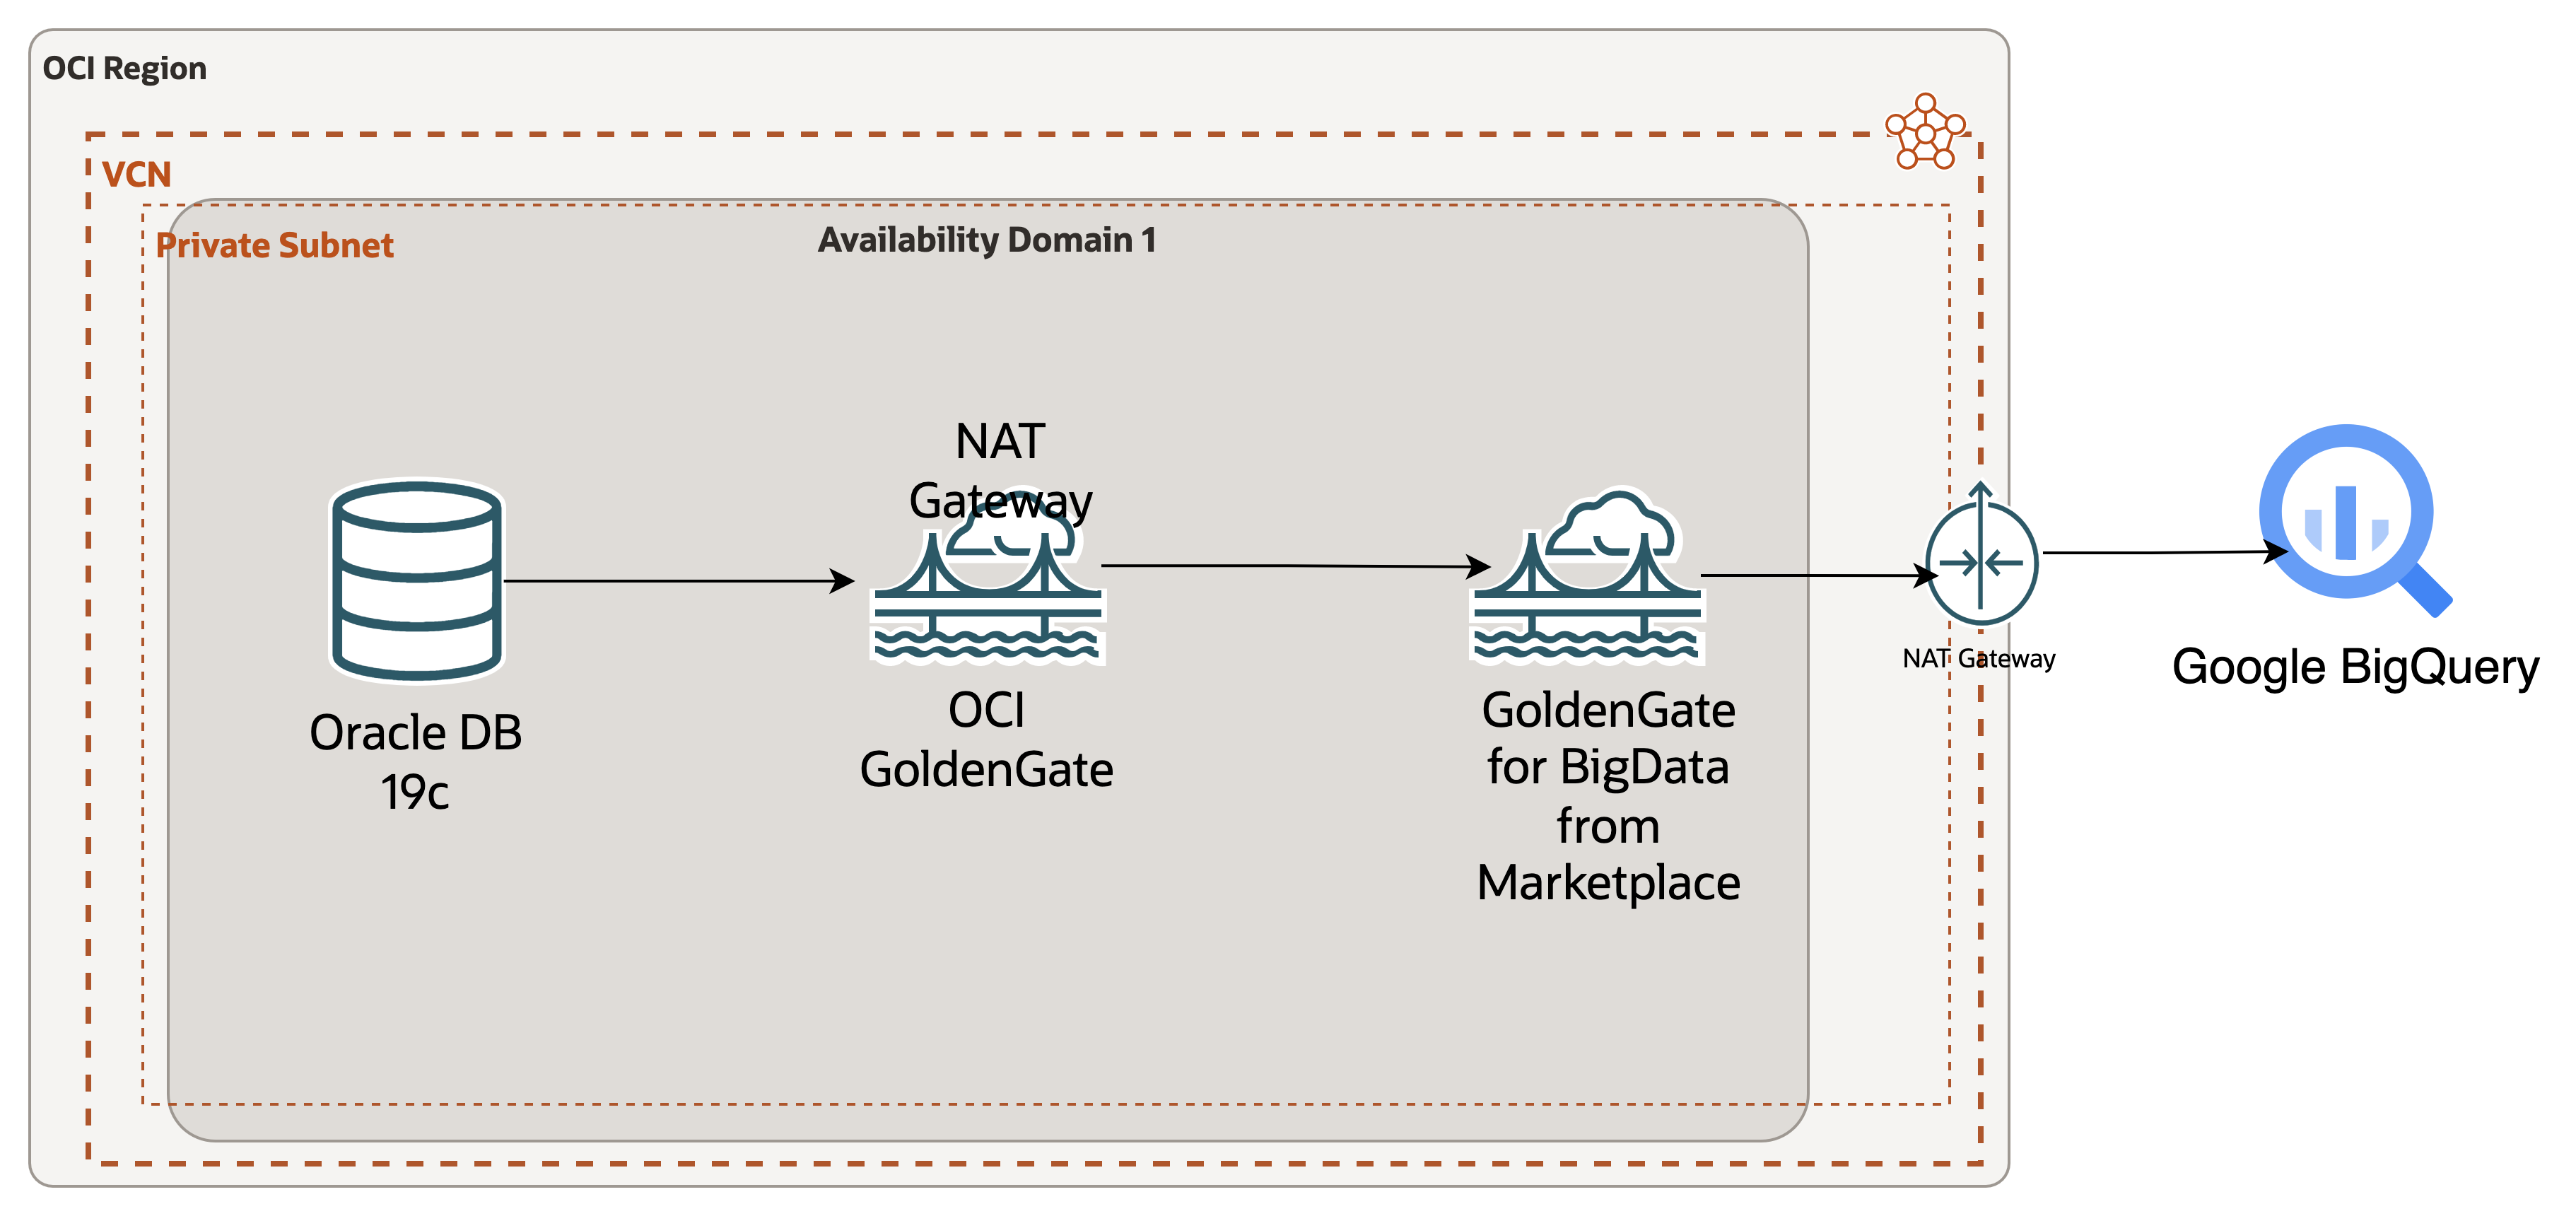 OCI Region
VCN
Private Subnet
Availability Domain 1
NAT
Gateway
Oracle DB
19c
OCI
GoldenGate
GoldenGate
for BigData
from
Marketplace
NAT Gateway
Google BigQuery